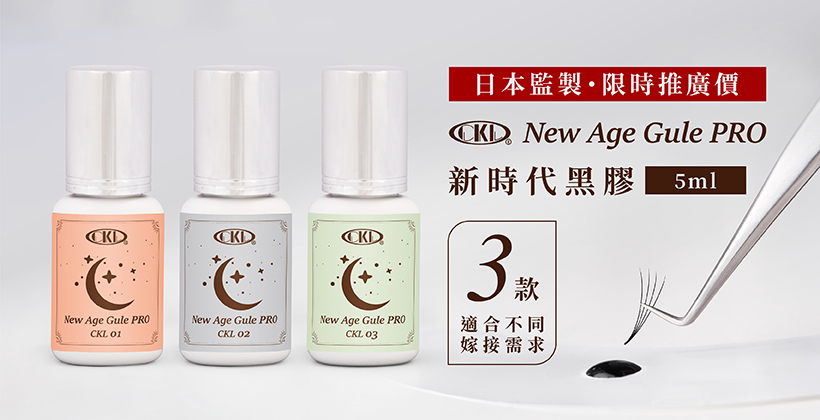 CKL®
New Age Gule PRO
CKL 01
CKL®
New Age Gule PRO
CKL 02
CKL®
New Age Gule PRO
CKL 03
日本監製・限時推廣價
CKL® New Age Gule PRO
新時代黑膠 5ml
3款
適合不同
嫁接需求